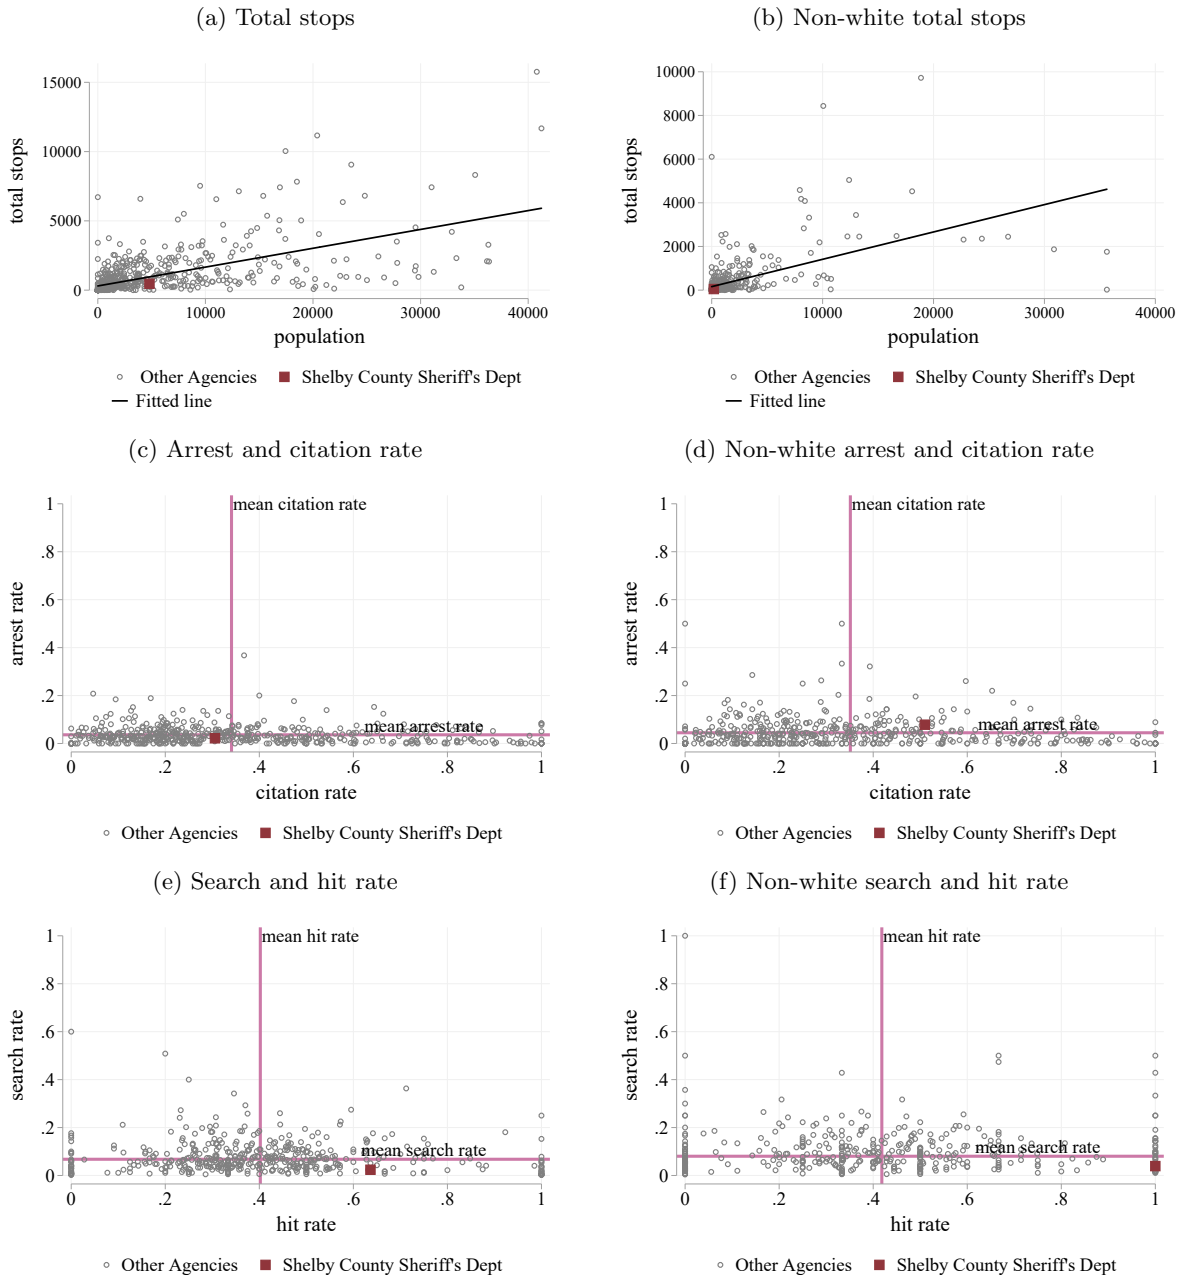 (a) Total stops
(b) Non-white total stops
15000
10000
5000
0
total stops
0 10000 20000 30000 40000
population
10000
8000
6000
4000
2000
0
total stops
0 10000 20000 30000 40000
population
Other Agencies Shelby County Sheriff's Dept
Fitted line
Other Agencies Shelby County Sheriff's Dept
Fitted line
(c) Arrest and citation rate
(d) Non-white arrest and citation rate
1
.8
.6
.4
.2
0
arrest rate
mean citation rate
mean arrest rate
0 .2 .4 .6 .8 1
citation rate
1
.8
.6
.4
.2
0
arrest rate
mean citation rate
mean arrest rate
0 .2 .4 .6 .8 1
citation rate
Other Agencies Shelby County Sheriff's Dept
Other Agencies Shelby County Sheriff's Dept
(e) Search and hit rate
(f) Non-white search and hit rate
1
.8
.6
.4
.2
0
search rate
mean hit rate
mean search rate
0 .2 .4 .6 .8 1
hit rate
1
.8
.6
.4
.2
0
search rate
mean hit rate
mean search rate
0 .2 .4 .6 .8 1
hit rate
Other Agencies Shelby County Sheriff's Dept
Other Agencies Shelby County Sheriff's Dept